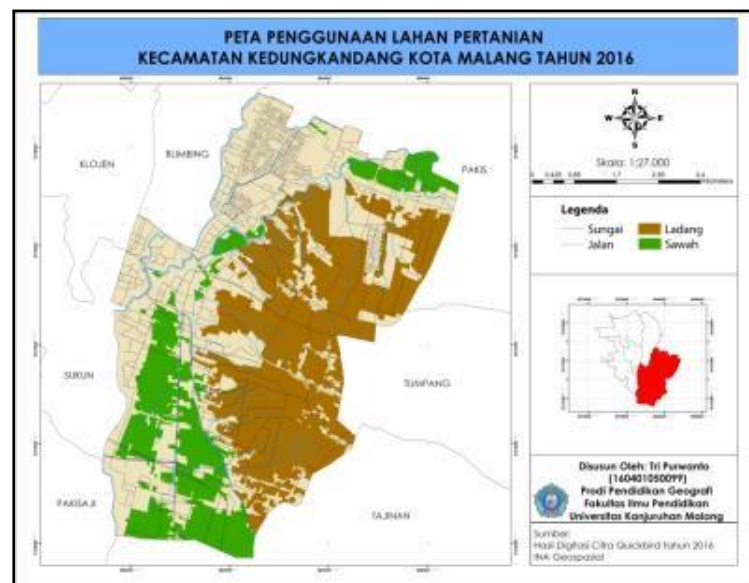 PETA PENGGUNAAN LAHAN PERTANIAN
KECAMATAN KEDUNGKANDANG KOTA MALANG TAHUN 2016
KLOJEN
BLIMBING
PAKIS
SUKUN
TUMPANG
PAKISAJI
TAJINAN
N
W
E
S
Skala: 1:27.000
Legenda
Sungai
Jalan
Ladang
Sawah
Disusun Oleh: Tri Purwanto
(160401050099)
Prodi Pendidikan Geografi
Fakultas Ilmu Pendidikan
Universitas Kanjuruhan Malang
Sumber:
Hasil Digitasi Citra Quickbird tahun 2016
INA Geospasial